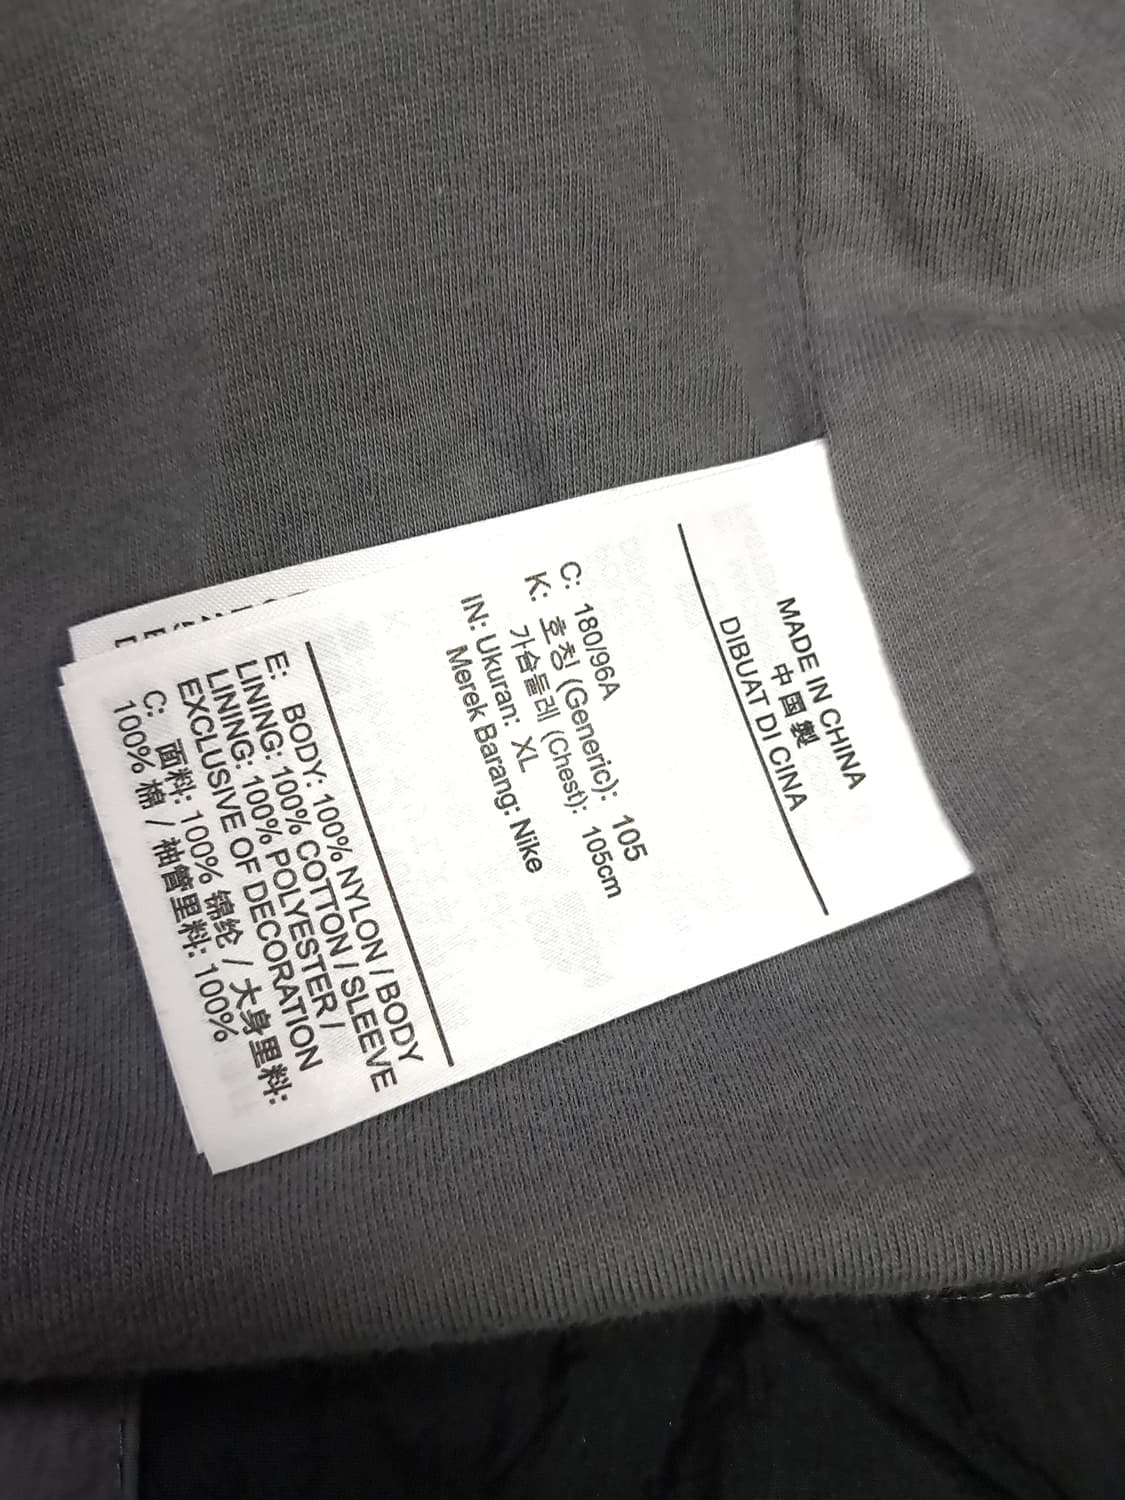 MADE IN CHINA
中国製
DIBUAT DI CINA
C: 180/96A
K: 호칭 (Generic): 105
가슴둘레 (Chest): 105cm
IN: Ukuran: XL
Merek Barang: Nike
E: BODY: 100% NYLON / BODY
LINING: 100% COTTON / SLEEVE
LINING: 100% POLYESTER /
EXCLUSIVE OF DECORATION
C: 面料: 100% 锦纶 / 大身里料:
100% 棉 / 袖管里料: 100%